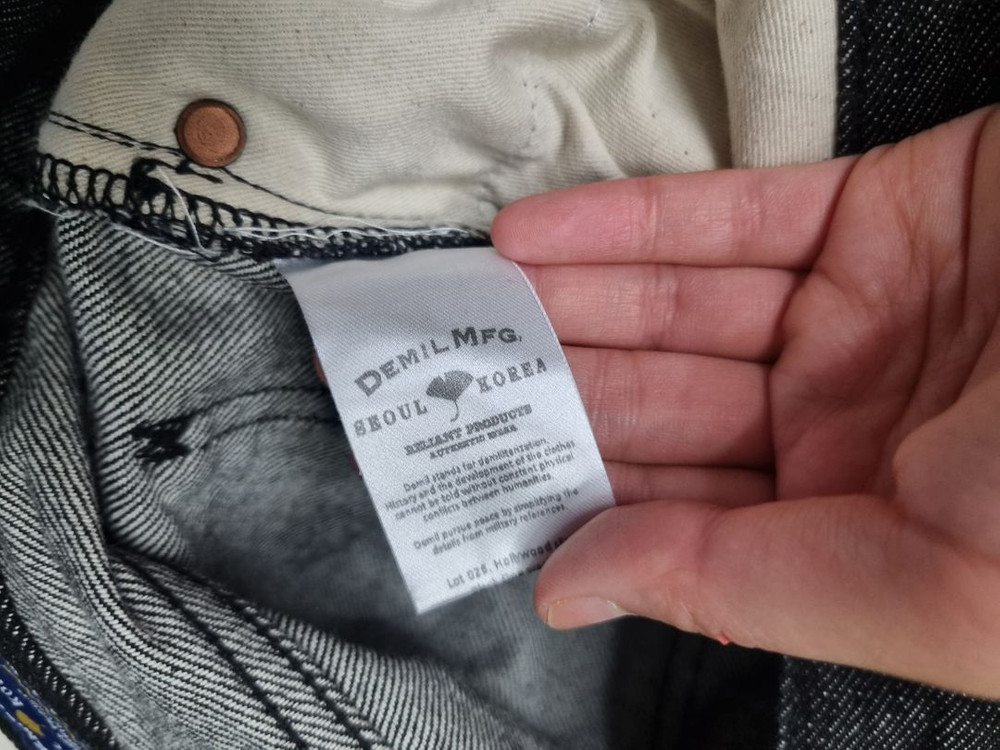 DEMIL MFG.
SEOUL KOREA
RELIANT PRODUCTS
AUTHENTIC WEAR
Demil stands for demilitarization.
History and the development of the clothes
cannot be told without constant physical
conflicts between humanities.
Demil pursue peace by simplifying the
details from military references.
Lot 026. Hollywood